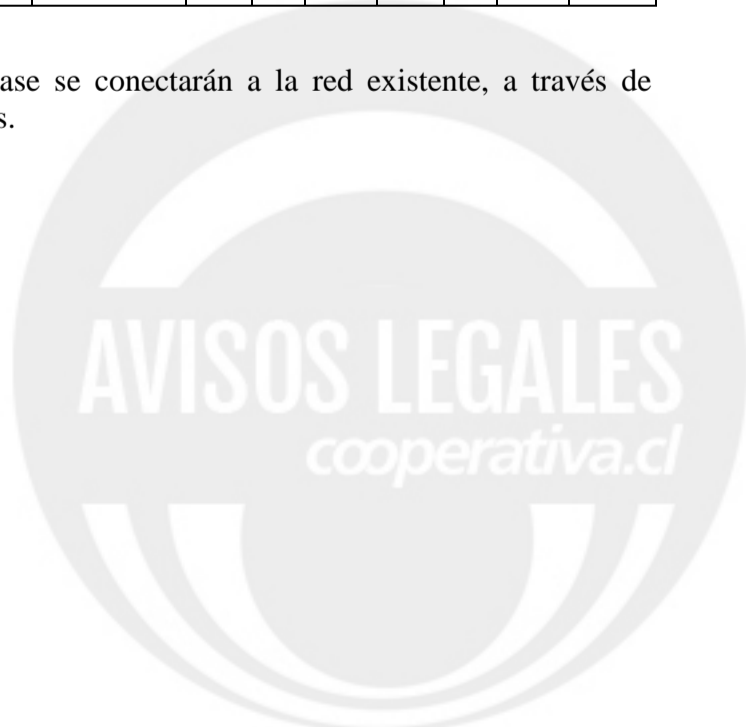 ase se conectarán a la red existente, a través de
s.
AVISOS LEGALES
cooperativa.cl